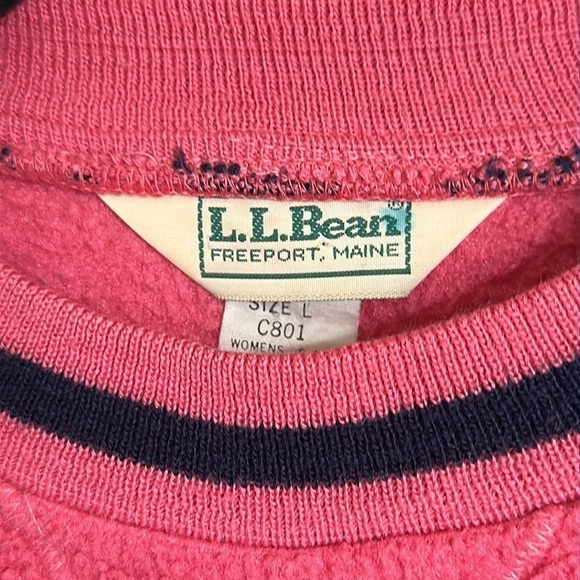 L.L.Bean®
FREEPORT, MAINE
SIZE L
C801
WOMENS